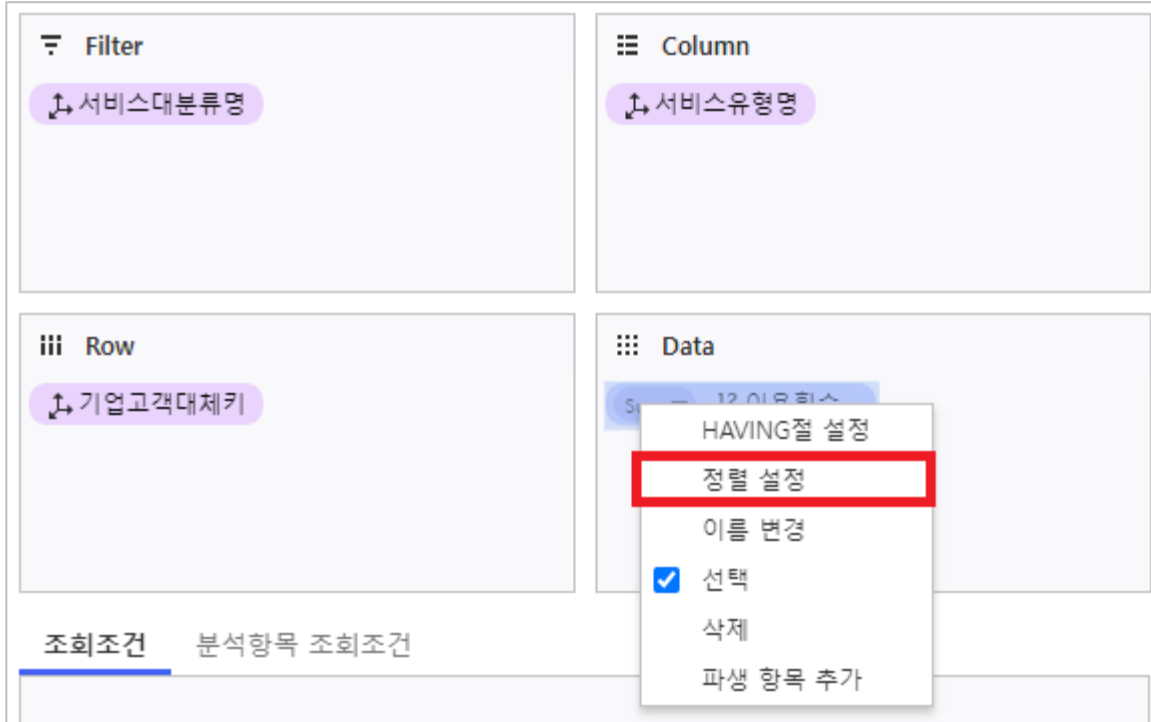 Filter
서비스대분류명
Column
서비스유형명
Row
기업고객대체키
Data
HAVING절 설정
정렬 설정
이름 변경
선택
삭제
파생 항목 추가
조회조건 분석항목 조회조건